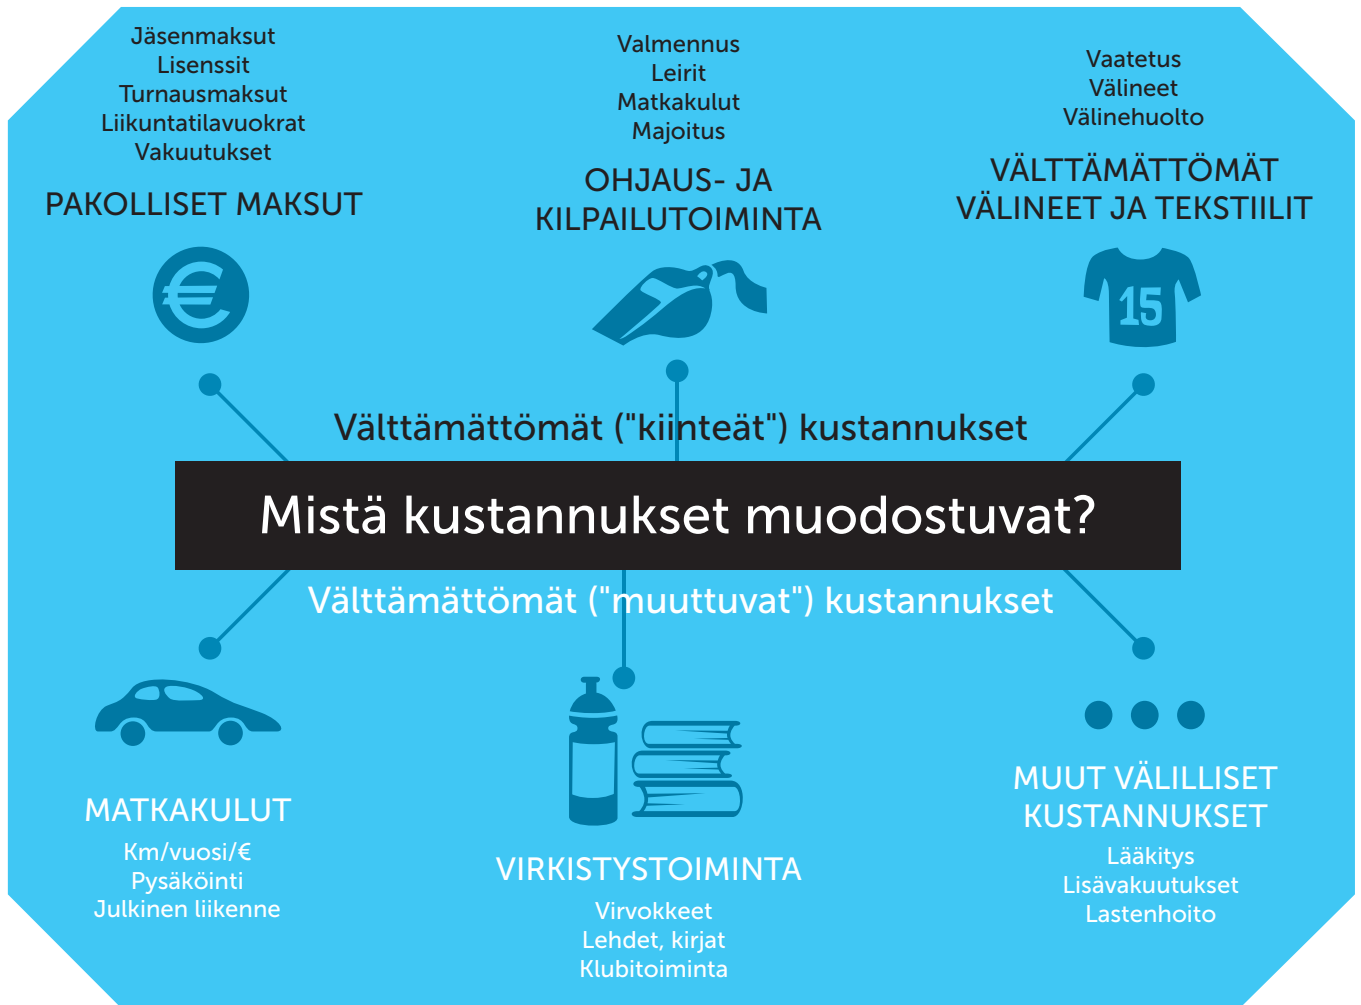 Jäsenmaksut
Lisenssit
Turnausmaksut
Liikuntatilavuokrat
Vakuutukset
PAKOLLISET MAKSUT
Valmennus
Leirit
Matkakulut
Majoitus
OHJAUS- JA
KILPAILUTOIMINTA
Vaatetus
Välineet
Välinehuolto
VÄLTTÄMÄTTÖMÄT
VÄLINEET JA TEKSTIILIT
€
15
Välttämättömät ("kiinteät") kustannukset
Mistä kustannukset muodostuvat?
Välttämättömät ("muuttuvat") kustannukset
MATKAKULUT
Km/vuosi/€
Pysäköinti
Julkinen liikenne
VIRKISTYSTOIMINTA
Virvokkeet
Lehdet, kirjat
Klubitoiminta
MUUT VÄLILLISET
KUSTANNUKSET
Lääkitys
Lisävakuutukset
Lastenhoito